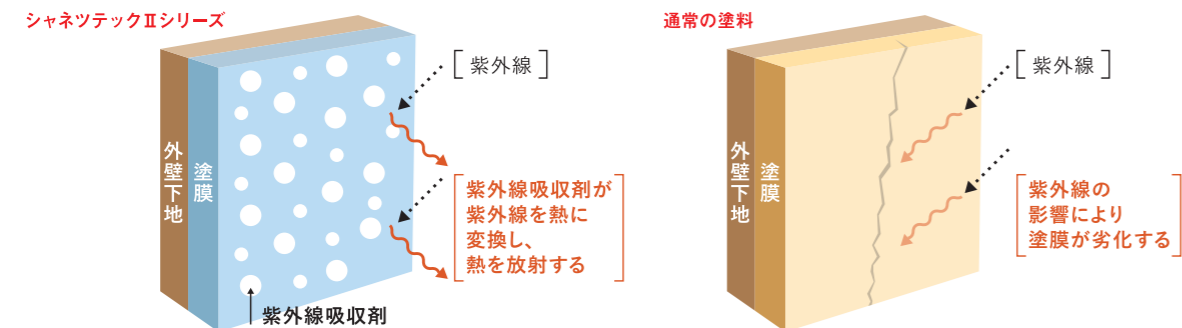 シャネツテックⅡシリーズ
外壁下地
塗膜
[紫外線]
紫外線吸収剤が
紫外線を熱に
変換し、
熱を放射する
紫外線吸収剤
通常の塗料
外壁下地
塗膜
[紫外線]
紫外線の
影響により
塗膜が劣化する